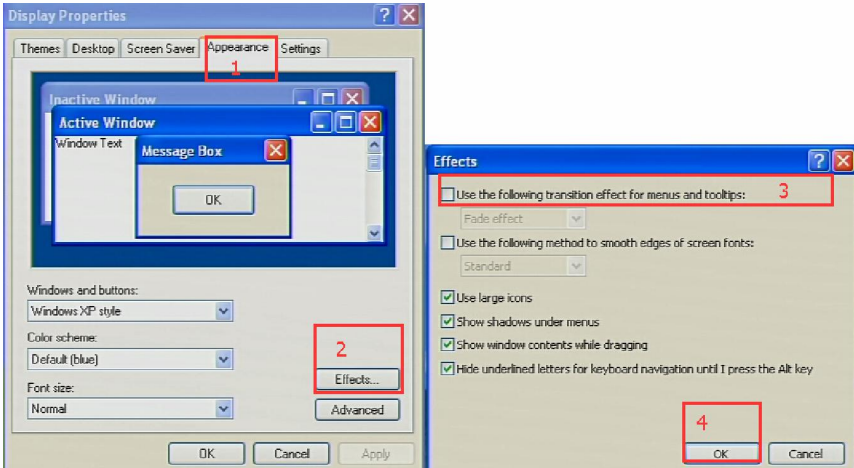 Display Properties
Themes Desktop Screen Saver Appearance Settings
1
Inactive Window
Active Window
Window Text
Message Box
OK
Windows and buttons:
Windows XP style
Color scheme:
Default (blue)
2
Effects...
Font size:
Normal
Advanced
OK Cancel Apply
Effects
Use the following transition effect for menus and tooltips:
3
Fade effect
Use the following method to smooth edges of screen fonts:
Standard
Use large icons
Show shadows under menus
Show window contents while dragging
Hide underlined letters for keyboard navigation until I press the Alt key
4
OK Cancel